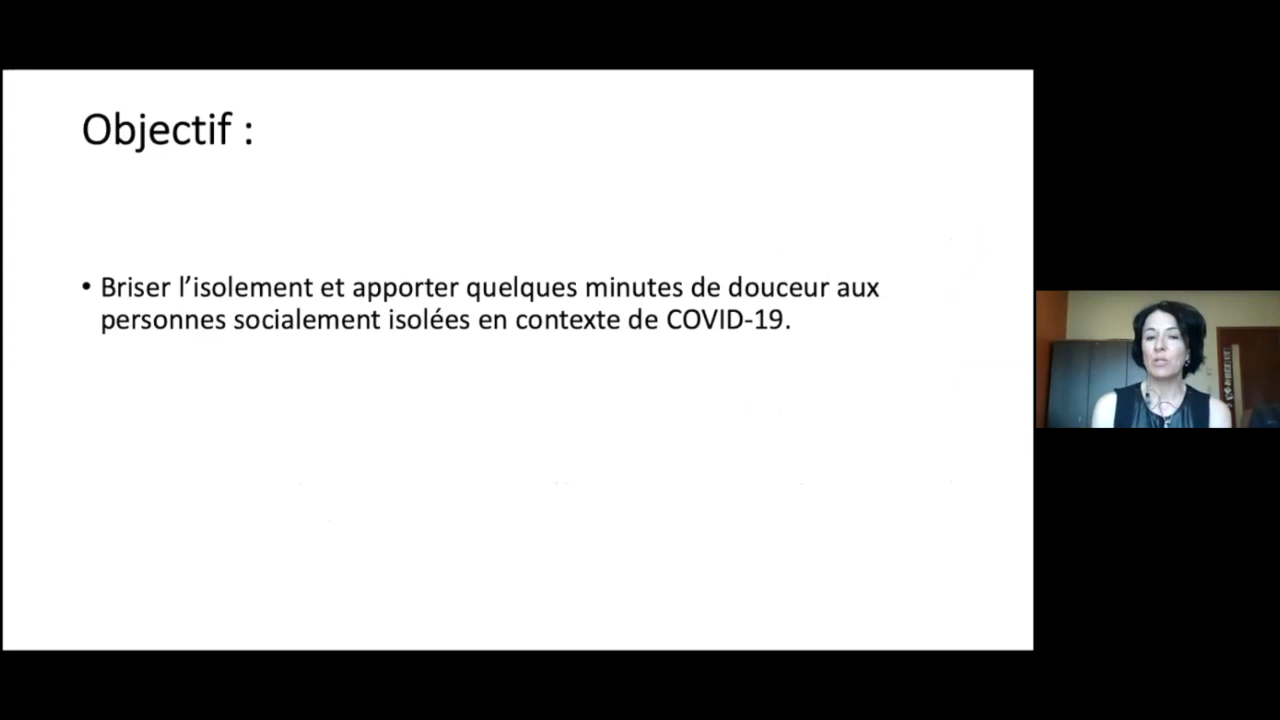 Objectif :
• Briser l’isolement et apporter quelques minutes de douceur aux
personnes socialement isolées en contexte de COVID-19.